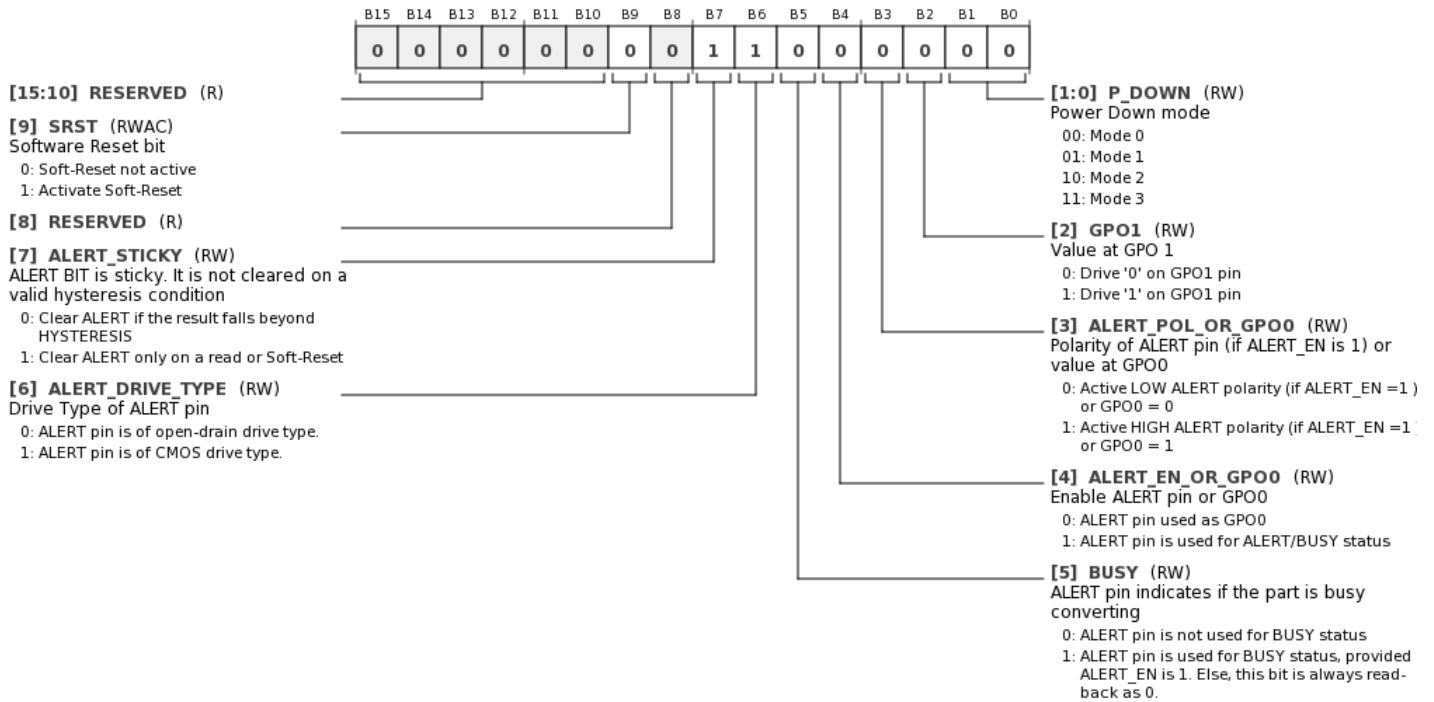 B15 B14 B13 B12 B11 B10 B9 B8 B7 B6 B5 B4 B3 B2 B1 B0
0 0 0 0 0 0 0 0 1 1 0 0 0 0 0 0
[15:10] RESERVED (R)
[9] SRST (RWAC)
Software Reset bit
0: Soft-Reset not active
1: Activate Soft-Reset
[8] RESERVED (R)
[7] ALERT_STICKY (RW)
ALERT BIT is sticky. It is not cleared on a
valid hysteresis condition
0: Clear ALERT if the result falls beyond
HYSTERESIS
1: Clear ALERT only on a read or Soft-Reset
[6] ALERT_DRIVE_TYPE (RW)
Drive Type of ALERT pin
0: ALERT pin is of open-drain drive type.
1: ALERT pin is of CMOS drive type.
[1:0] P_DOWN (RW)
Power Down mode
00: Mode 0
01: Mode 1
10: Mode 2
11: Mode 3
[2] GPO1 (RW)
Value at GPO 1
0: Drive '0' on GPO1 pin
1: Drive '1' on GPO1 pin
[3] ALERT_POL_OR_GPO0 (RW)
Polarity of ALERT pin (if ALERT_EN is 1) or
value at GPO0
0: Active LOW ALERT polarity (if ALERT_EN =1 )
or GPO0 = 0
1: Active HIGH ALERT polarity (if ALERT_EN =1
or GPO0 = 1
[4] ALERT_EN_OR_GPO0 (RW)
Enable ALERT pin or GPO0
0: ALERT pin used as GPO0
1: ALERT pin is used for ALERT/BUSY status
[5] BUSY (RW)
ALERT pin indicates if the part is busy
converting
0: ALERT pin is not used for BUSY status
1: ALERT pin is used for BUSY status, provided
ALERT_EN is 1. Else, this bit is always read-
back as 0.